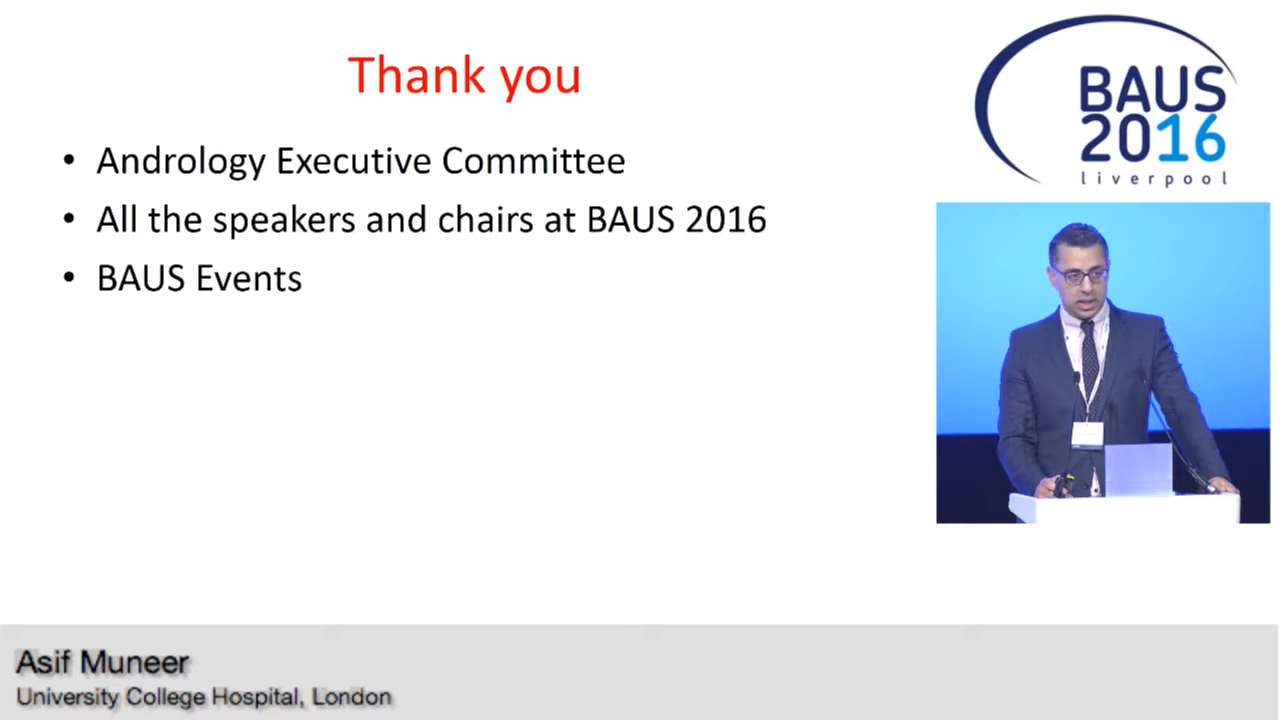 Thank you
• Andrology Executive Committee
• All the speakers and chairs at BAUS 2016
• BAUS Events
BAUS
2016
liverpool
Asif Muneer
University College Hospital, London